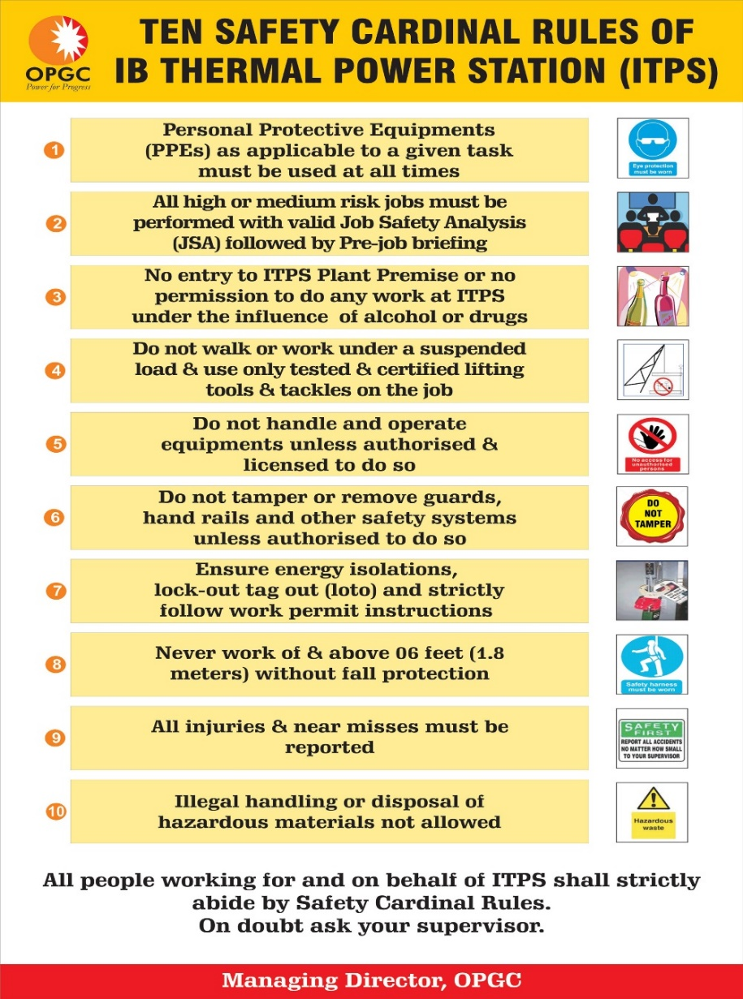 OPGC
Power for Progress
TEN SAFETY CARDINAL RULES OF
IB THERMAL POWER STATION (ITPS)
1
Personal Protective Equipments
(PPEs) as applicable to a given task
must be used at all times
Eye protection
must be worn
2
All high or medium risk jobs must be
performed with valid Job Safety Analysis
(JSA) followed by Pre-job briefing
3
No entry to ITPS Plant Premise or no
permission to do any work at ITPS
under the influence of alcohol or drugs
4
Do not walk or work under a suspended
load & use only tested & certified lifting
tools & tackles on the job
5
Do not handle and operate
equipments unless authorised &
licensed to do so
No access for
unauthorised
persons
6
Do not tamper or remove guards,
hand rails and other safety systems
unless authorised to do so
DO
NOT
TAMPER
7
Ensure energy isolations,
lock-out tag out (loto) and strictly
follow work permit instructions
8
Never work of & above 06 feet (1.8
meters) without fall protection
Safety harness
must be worn
9
All injuries & near misses must be
reported
SAFETY
FIRST
REPORT ALL ACCIDENTS
NO MATTER HOW SHALL
TO YOUR SUPERVISOR
10
Illegal handling or disposal of
hazardous materials not allowed
Hazardous
waste
All people working for and on behalf of ITPS shall strictly
abide by Safety Cardinal Rules.
On doubt ask your supervisor.
Managing Director, OPGC